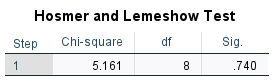 Hosmer and Lemeshow Test
Step Chi-square df Sig.
1 5.161 8 .740